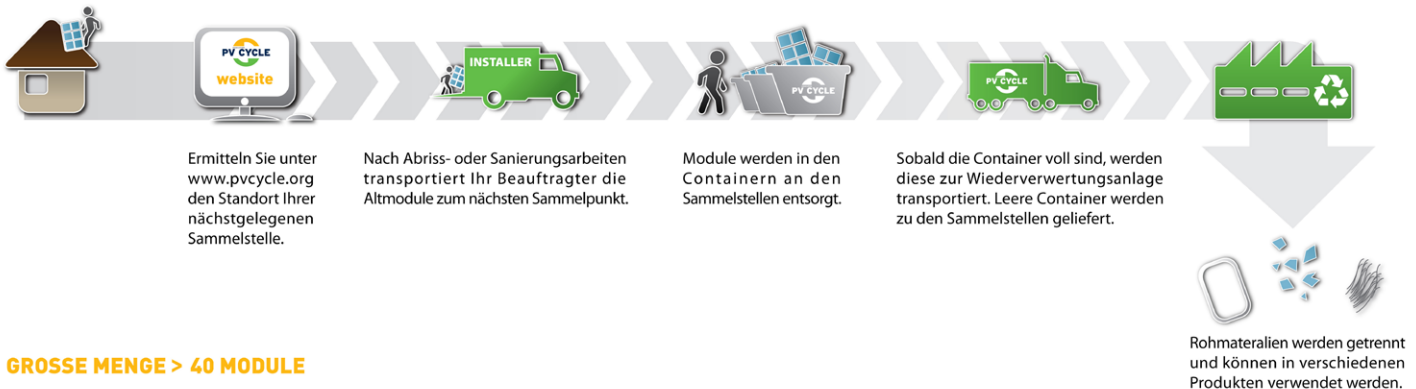 PV CYCLE
website
INSTALLER
PV CYCLE
PV CYCLE
Ermitteln Sie unter
www.pvcycle.org
den Standort Ihrer
nächstgelegenen
Sammelstelle.
Nach Abriss- oder Sanierungsarbeiten
transportiert Ihr Beauftragter die
Altmodule zum nächsten Sammelpunkt.
Module werden in den
Containern an den
Sammelstellen entsorgt.
Sobald die Container voll sind, werden
diese zur Wiederverwertungsanlage
transportiert. Leere Container werden
zu den Sammelstellen geliefert.
Rohmateralien werden getrennt
und können in verschiedenen
Produkten verwendet werden.
GROSSE MENGE > 40 MODULE